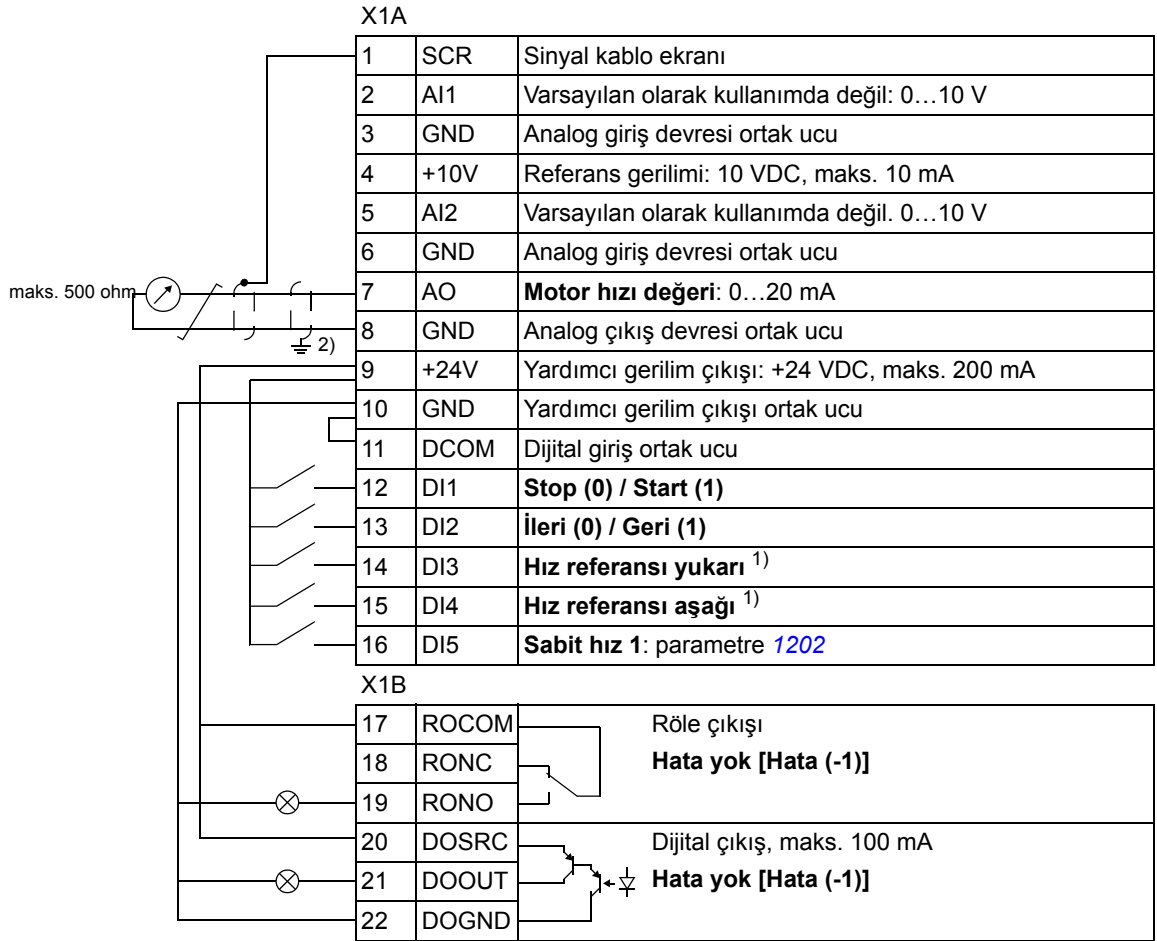 X1A
1 SCR Sinyal kablo ekranı
2 AI1 Varsayılan olarak kullanımda değil: 0…10 V
3 GND Analog giriş devresi ortak ucu
4 +10V Referans gerilimi: 10 VDC, maks. 10 mA
5 AI2 Varsayılan olarak kullanımda değil. 0…10 V
6 GND Analog giriş devresi ortak ucu
maks. 500 ohm 7 AO Motor hızı değeri: 0…20 mA
8 GND Analog çıkış devresi ortak ucu
2)
9 +24V Yardımcı gerilim çıkışı: +24 VDC, maks. 200 mA
10 GND Yardımcı gerilim çıkışı ortak ucu
11 DCOM Dijital giriş ortak ucu
12 DI1 Stop (0) / Start (1)
13 DI2 İleri (0) / Geri (1)
14 DI3 Hız referansı yukarı 1)
15 DI4 Hız referansı aşağı 1)
16 DI5 Sabit hız 1: parametre 1202
X1B
17 ROCOM Röle çıkışı
18 RONC Hata yok [Hata (-1)]
19 RONO
20 DOSRC Dijital çıkış, maks. 100 mA
21 DOOUT Hata yok [Hata (-1)]
22 DOGND